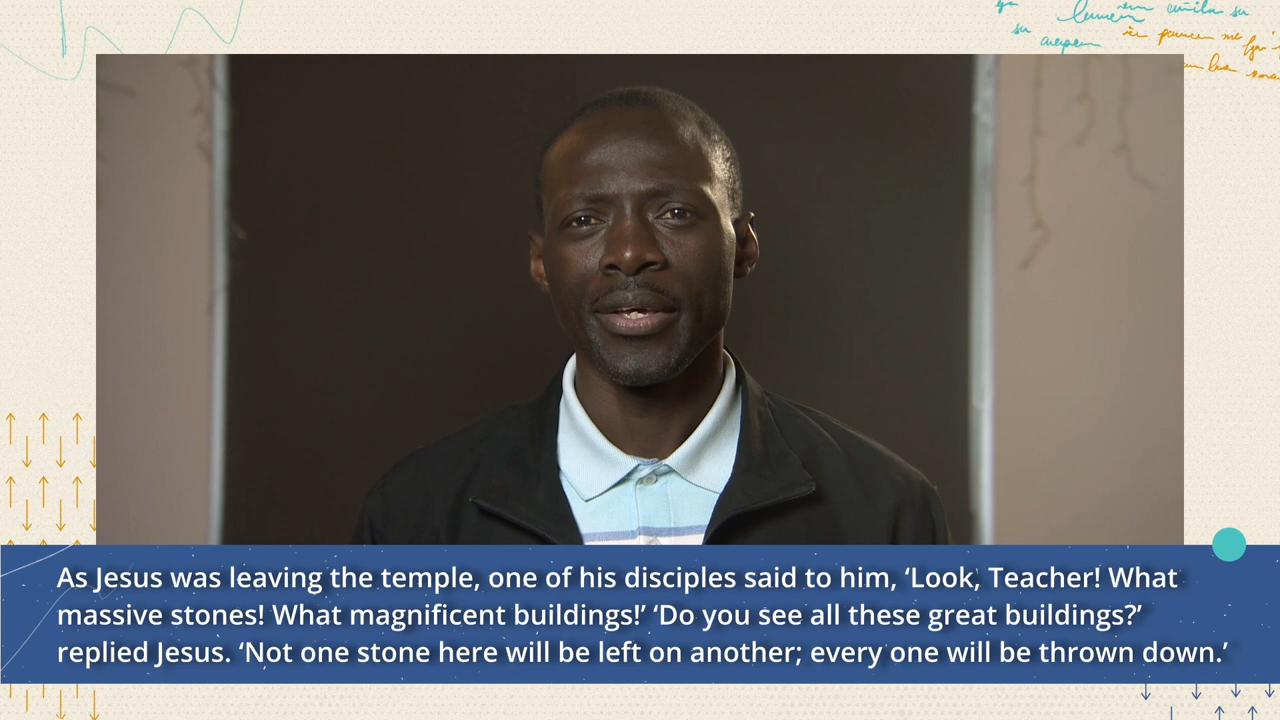 As Jesus was leaving the temple, one of his disciples said to him, ‘Look, Teacher! What
massive stones! What magnificent buildings!’ ‘Do you see all these great buildings?’
replied Jesus. ‘Not one stone here will be left on another; every one will be thrown down.’